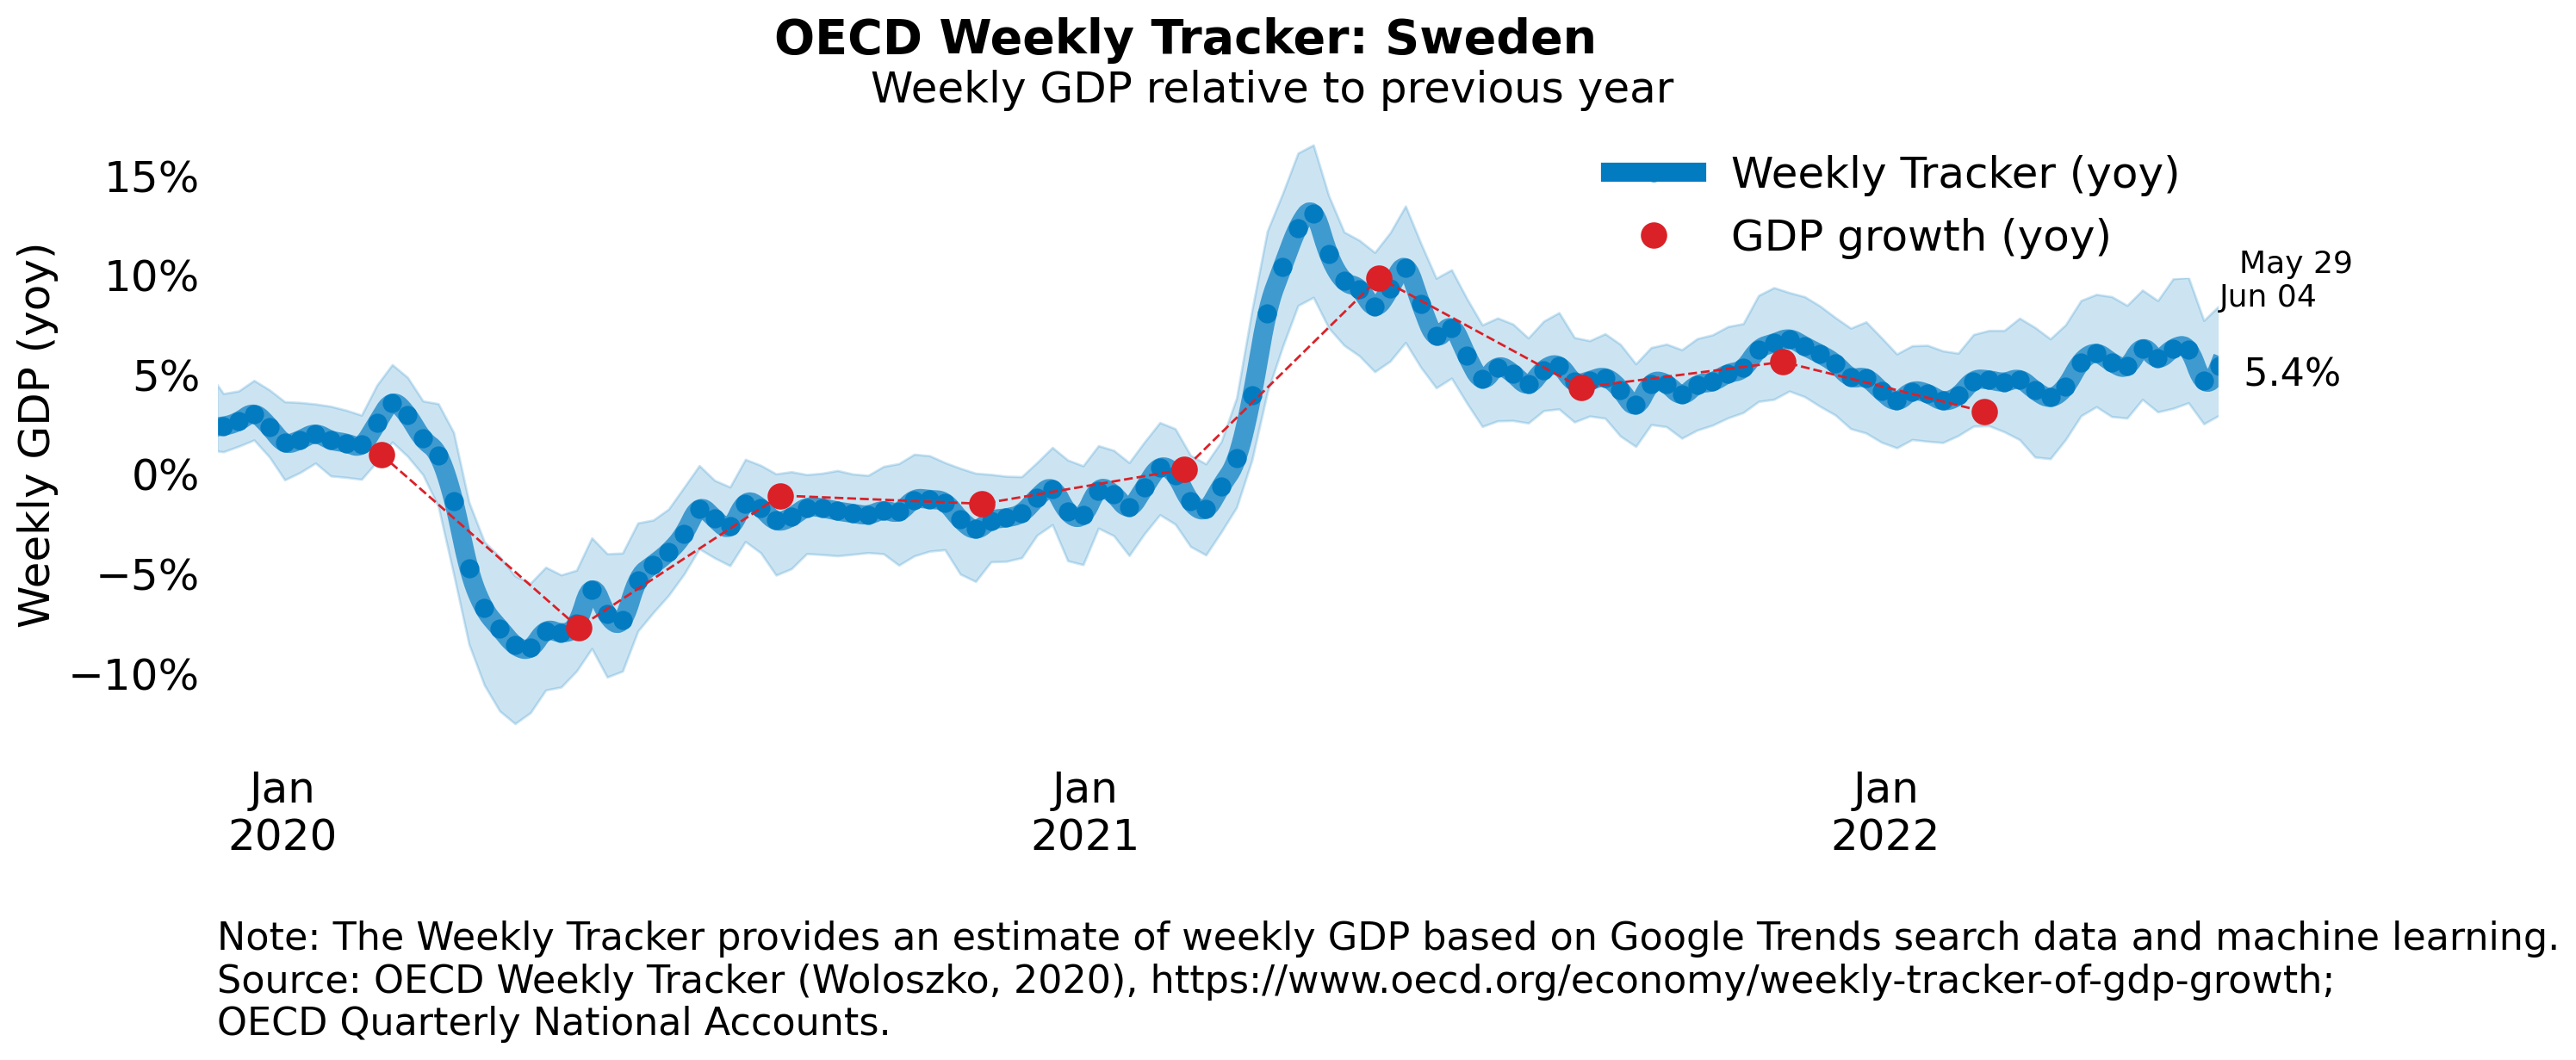 OECD Weekly Tracker: Sweden
Weekly GDP relative to previous year
Weekly GDP (yoy)
15%
10%
5%
0%
−5%
−10%
Weekly Tracker (yoy)
GDP growth (yoy)
May 29
Jun 04
5.4%
Jan
2020
Jan
2021
Jan
2022
Note: The Weekly Tracker provides an estimate of weekly GDP based on Google Trends search data and machine learning.
Source: OECD Weekly Tracker (Woloszko, 2020), https://www.oecd.org/economy/weekly-tracker-of-gdp-growth;
OECD Quarterly National Accounts.